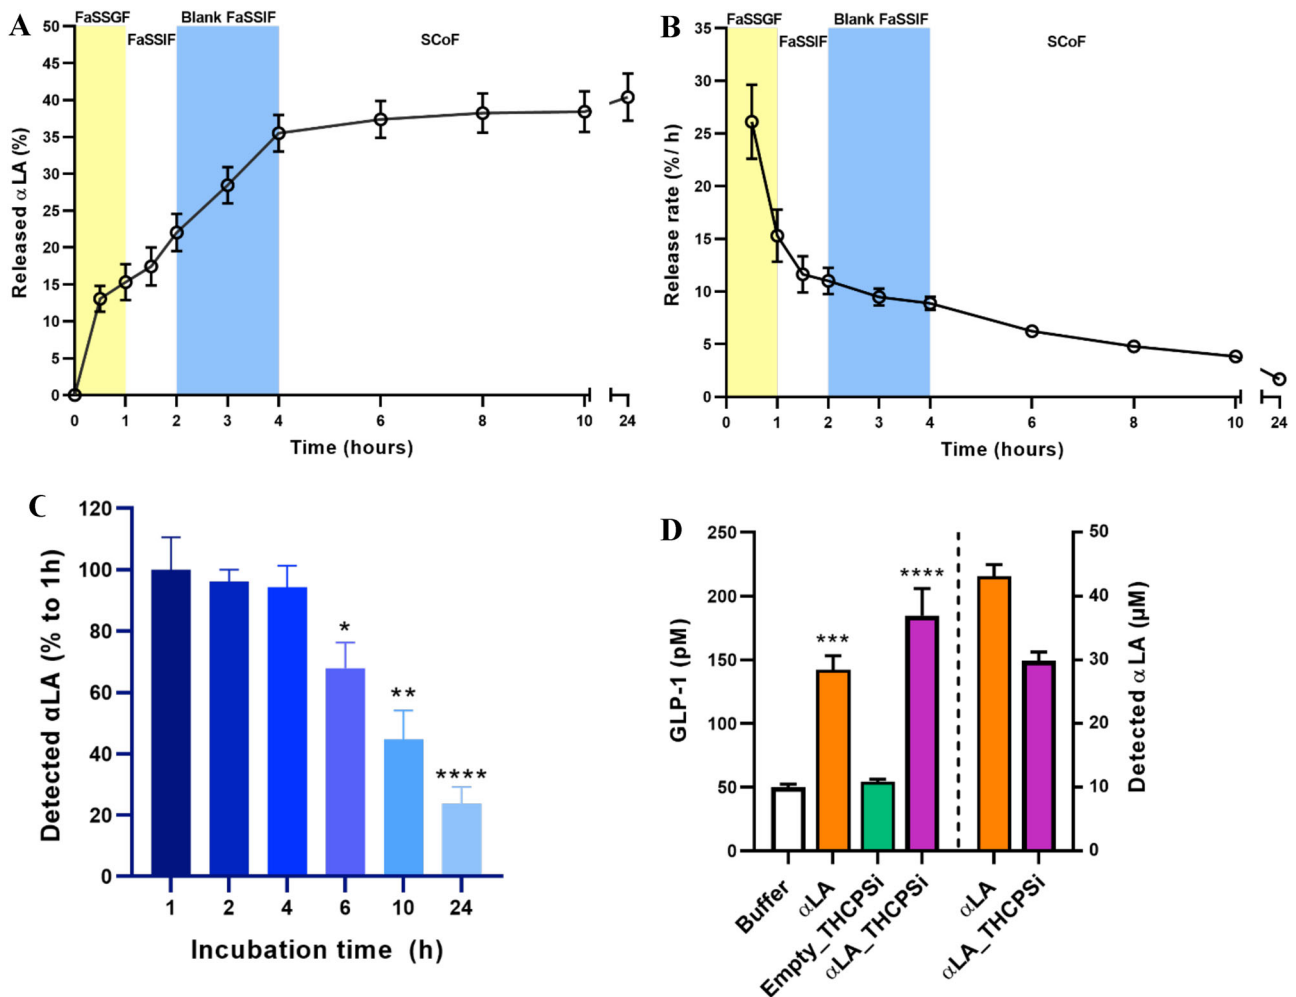 A
FaSSGF
Blank FaSSIF
FaSSIF
SCoF
50
45
40
35
30
25
20
15
10
5
0
Released αLA (%)
0 1 2 3 4 6 8 10 24
Time (hours)
B
FaSSGF
Blank FaSSIF
FaSSIF
SCoF
35
30
25
20
15
10
5
0
Release rate (%/ h)
0 1 2 3 4 6 8 10 24
Time (hours)
C
120
100
80
60
40
20
0
Detected αLA (% to 1h)
*
**
****
1 2 4 6 10 24
Incubation time (h)
D
250
200
150
100
50
0
GLP-1 (pM)
***
****
50
40
30
20
10
0
Detected αLA (μM)
Buffer
αLA
Empty_THCPSi
αLA_THCPSi
αLA
αLA_THCPSi